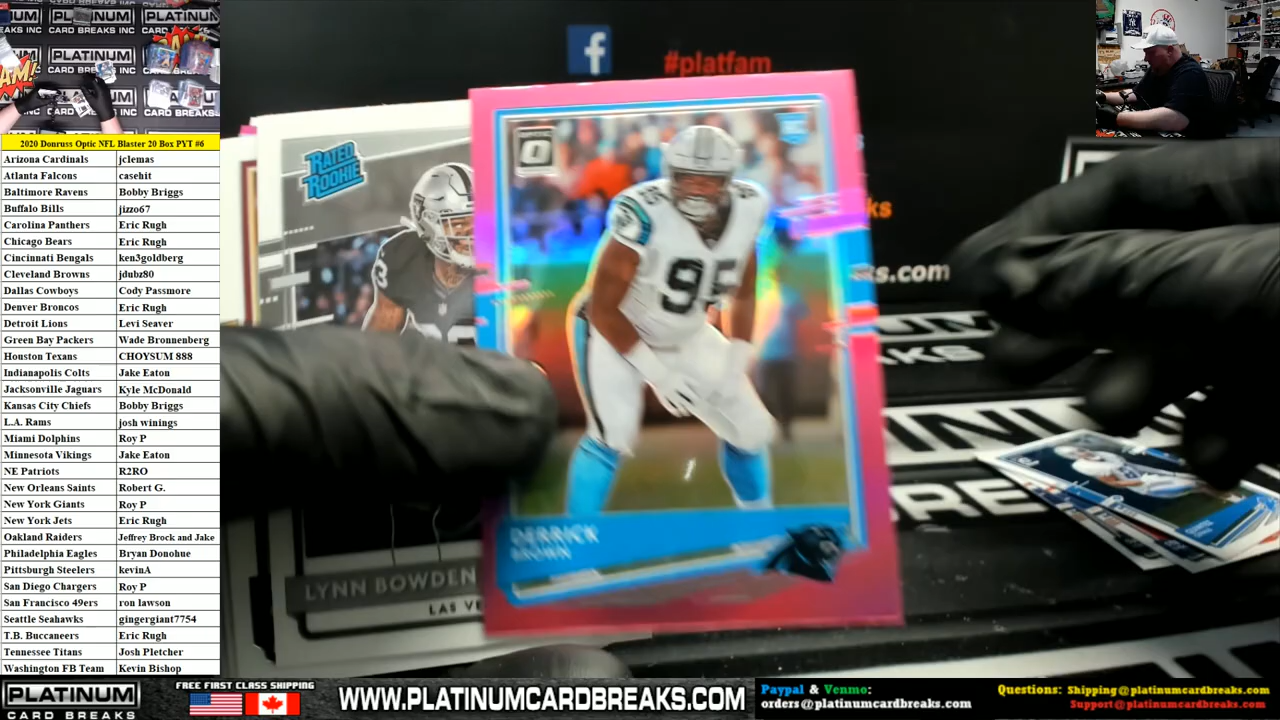 PLATINUM
CARD BREAKS INC
PLATINUM
CARD BREAKS
#platfam
ks.com
OPTIC
RATED
ROOKIE
95
DERRICK
BROWN
LYNN BOWDEN
LAS VE
2020 Donruss Optic NFL Blaster 20 Box PYT #6
Arizona Cardinals jclemas
Atlanta Falcons casehit
Baltimore Ravens Bobby Briggs
Buffalo Bills jizzo67
Carolina Panthers Eric Rugh
Chicago Bears Eric Rugh
Cincinnati Bengals ken3goldberg
Cleveland Browns jdubz80
Dallas Cowboys Cody Passmore
Denver Broncos Eric Rugh
Detroit Lions Levi Seaver
Green Bay Packers Wade Bronnenberg
Houston Texans CHOYSUM 888
Indianapolis Colts Jake Eaton
Jacksonville Jaguars Kyle McDonald
Kansas City Chiefs Bobby Briggs
L.A. Rams josh winings
Miami Dolphins Roy P
Minnesota Vikings Jake Eaton
NE Patriots R2RO
New Orleans Saints Robert G.
New York Giants Roy P
New York Jets Eric Rugh
Oakland Raiders Jeffrey Brock and Jake
Philadelphia Eagles Bryan Donohue
Pittsburgh Steelers kevinA
San Diego Chargers Roy P
San Francisco 49ers ron lawson
Seattle Seahawks gingergiant7754
T.B. Buccaneers Eric Rugh
Tennessee Titans Josh Pletcher
Washington FB Team Kevin Bishop
PLATINUM
CARD BREAKS
FREE FIRST CLASS SHIPPING
WWW.PLATINUMCARDBREAKS.COM
Paypal & Venmo:
orders@platinumcardbreaks.com
Questions: Shipping@platinumcardbreaks.com
Support@platinumcardbreaks.com